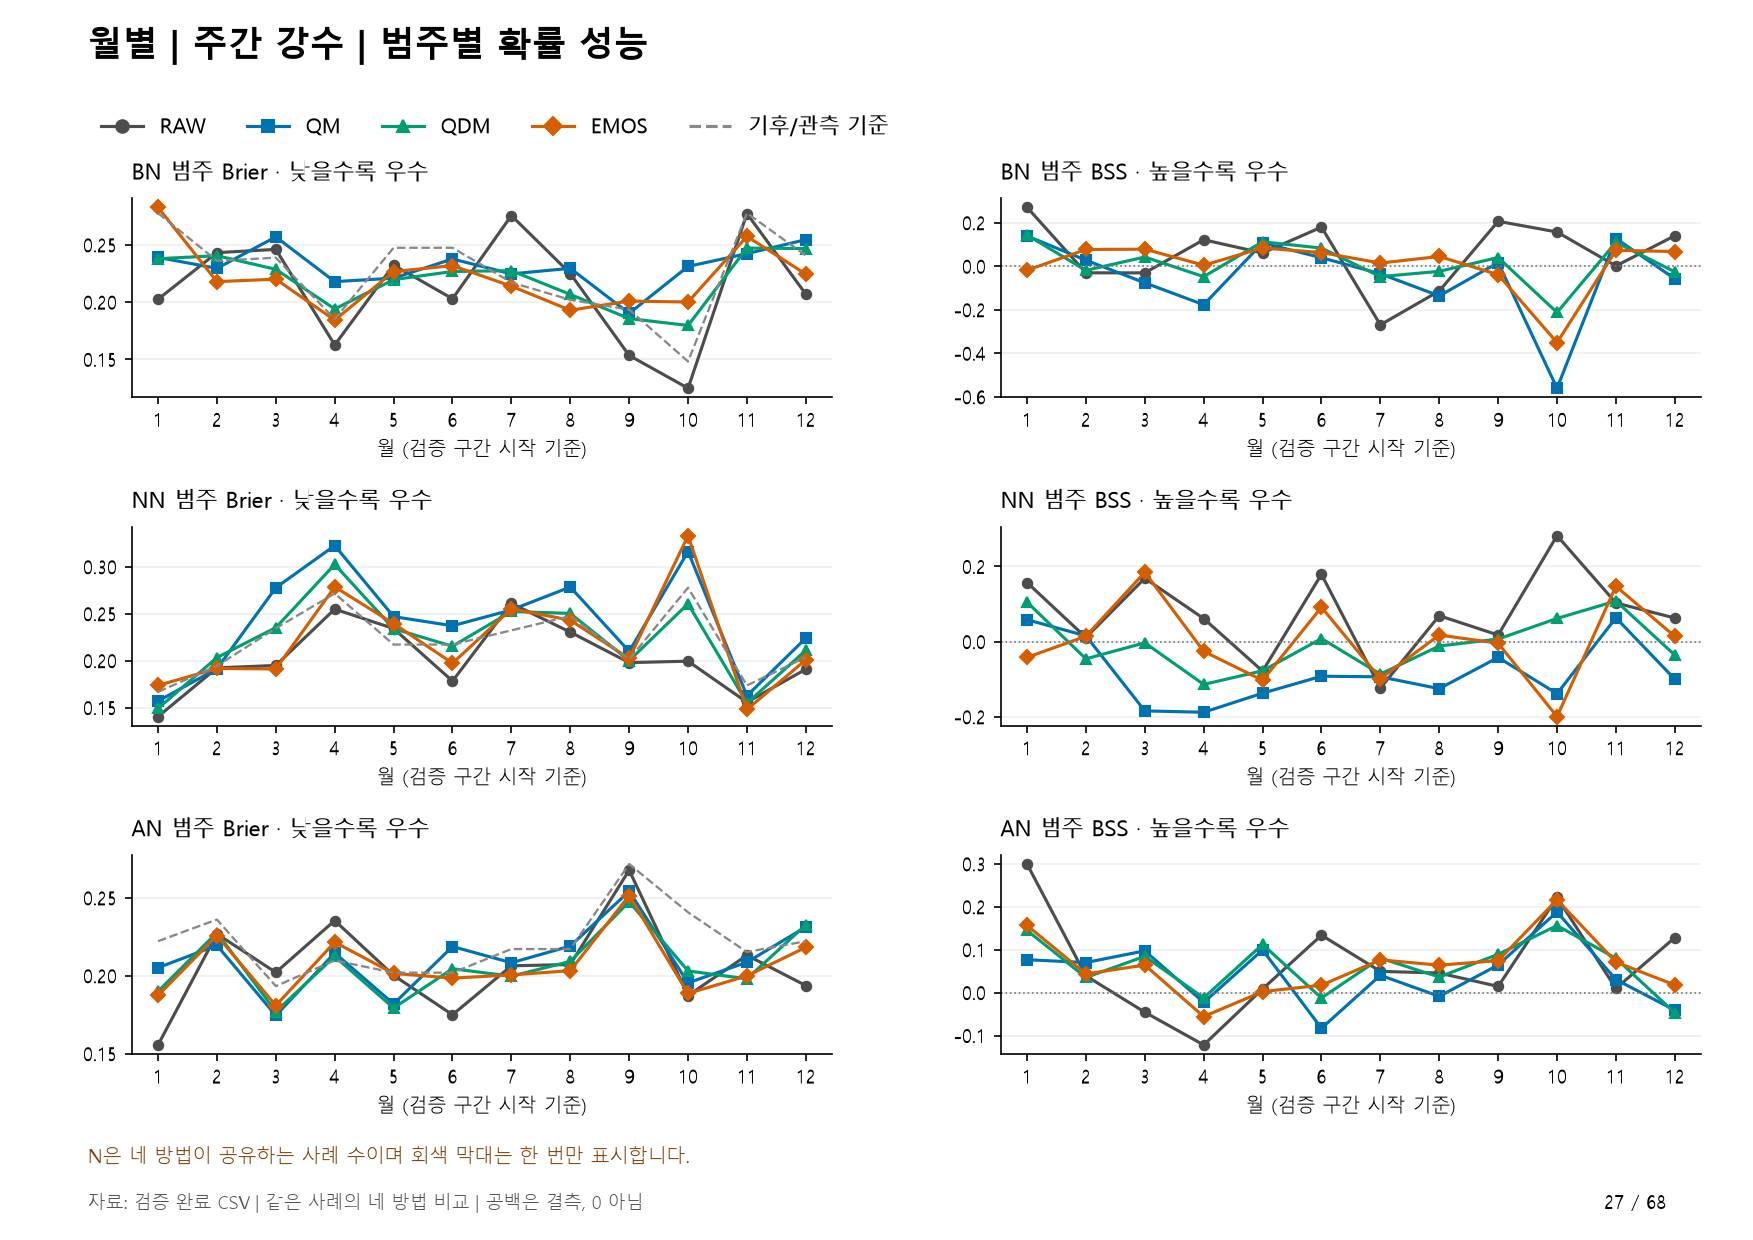 월별 | 주간 강수 | 범주별 확률 성능
RAW QM QDM EMOS 기후/관측 기준
BN 범주 Brier · 낮을수록 우수
0.25
0.20
0.15
1 2 3 4 5 6 7 8 9 10 11 12
월 (검증 구간 시작 기준)
BN 범주 BSS · 높을수록 우수
0.2
0.0
-0.2
-0.4
-0.6
1 2 3 4 5 6 7 8 9 10 11 12
월 (검증 구간 시작 기준)
NN 범주 Brier · 낮을수록 우수
0.30
0.25
0.20
0.15
1 2 3 4 5 6 7 8 9 10 11 12
월 (검증 구간 시작 기준)
NN 범주 BSS · 높을수록 우수
0.2
0.0
-0.2
1 2 3 4 5 6 7 8 9 10 11 12
월 (검증 구간 시작 기준)
AN 범주 Brier · 낮을수록 우수
0.25
0.20
0.15
1 2 3 4 5 6 7 8 9 10 11 12
월 (검증 구간 시작 기준)
AN 범주 BSS · 높을수록 우수
0.3
0.2
0.1
0.0
-0.1
1 2 3 4 5 6 7 8 9 10 11 12
월 (검증 구간 시작 기준)
N은 네 방법이 공유하는 사례 수이며 회색 막대는 한 번만 표시합니다.
자료: 검증 완료 CSV | 같은 사례의 네 방법 비교 | 공백은 결측, 0 아님
27 / 68